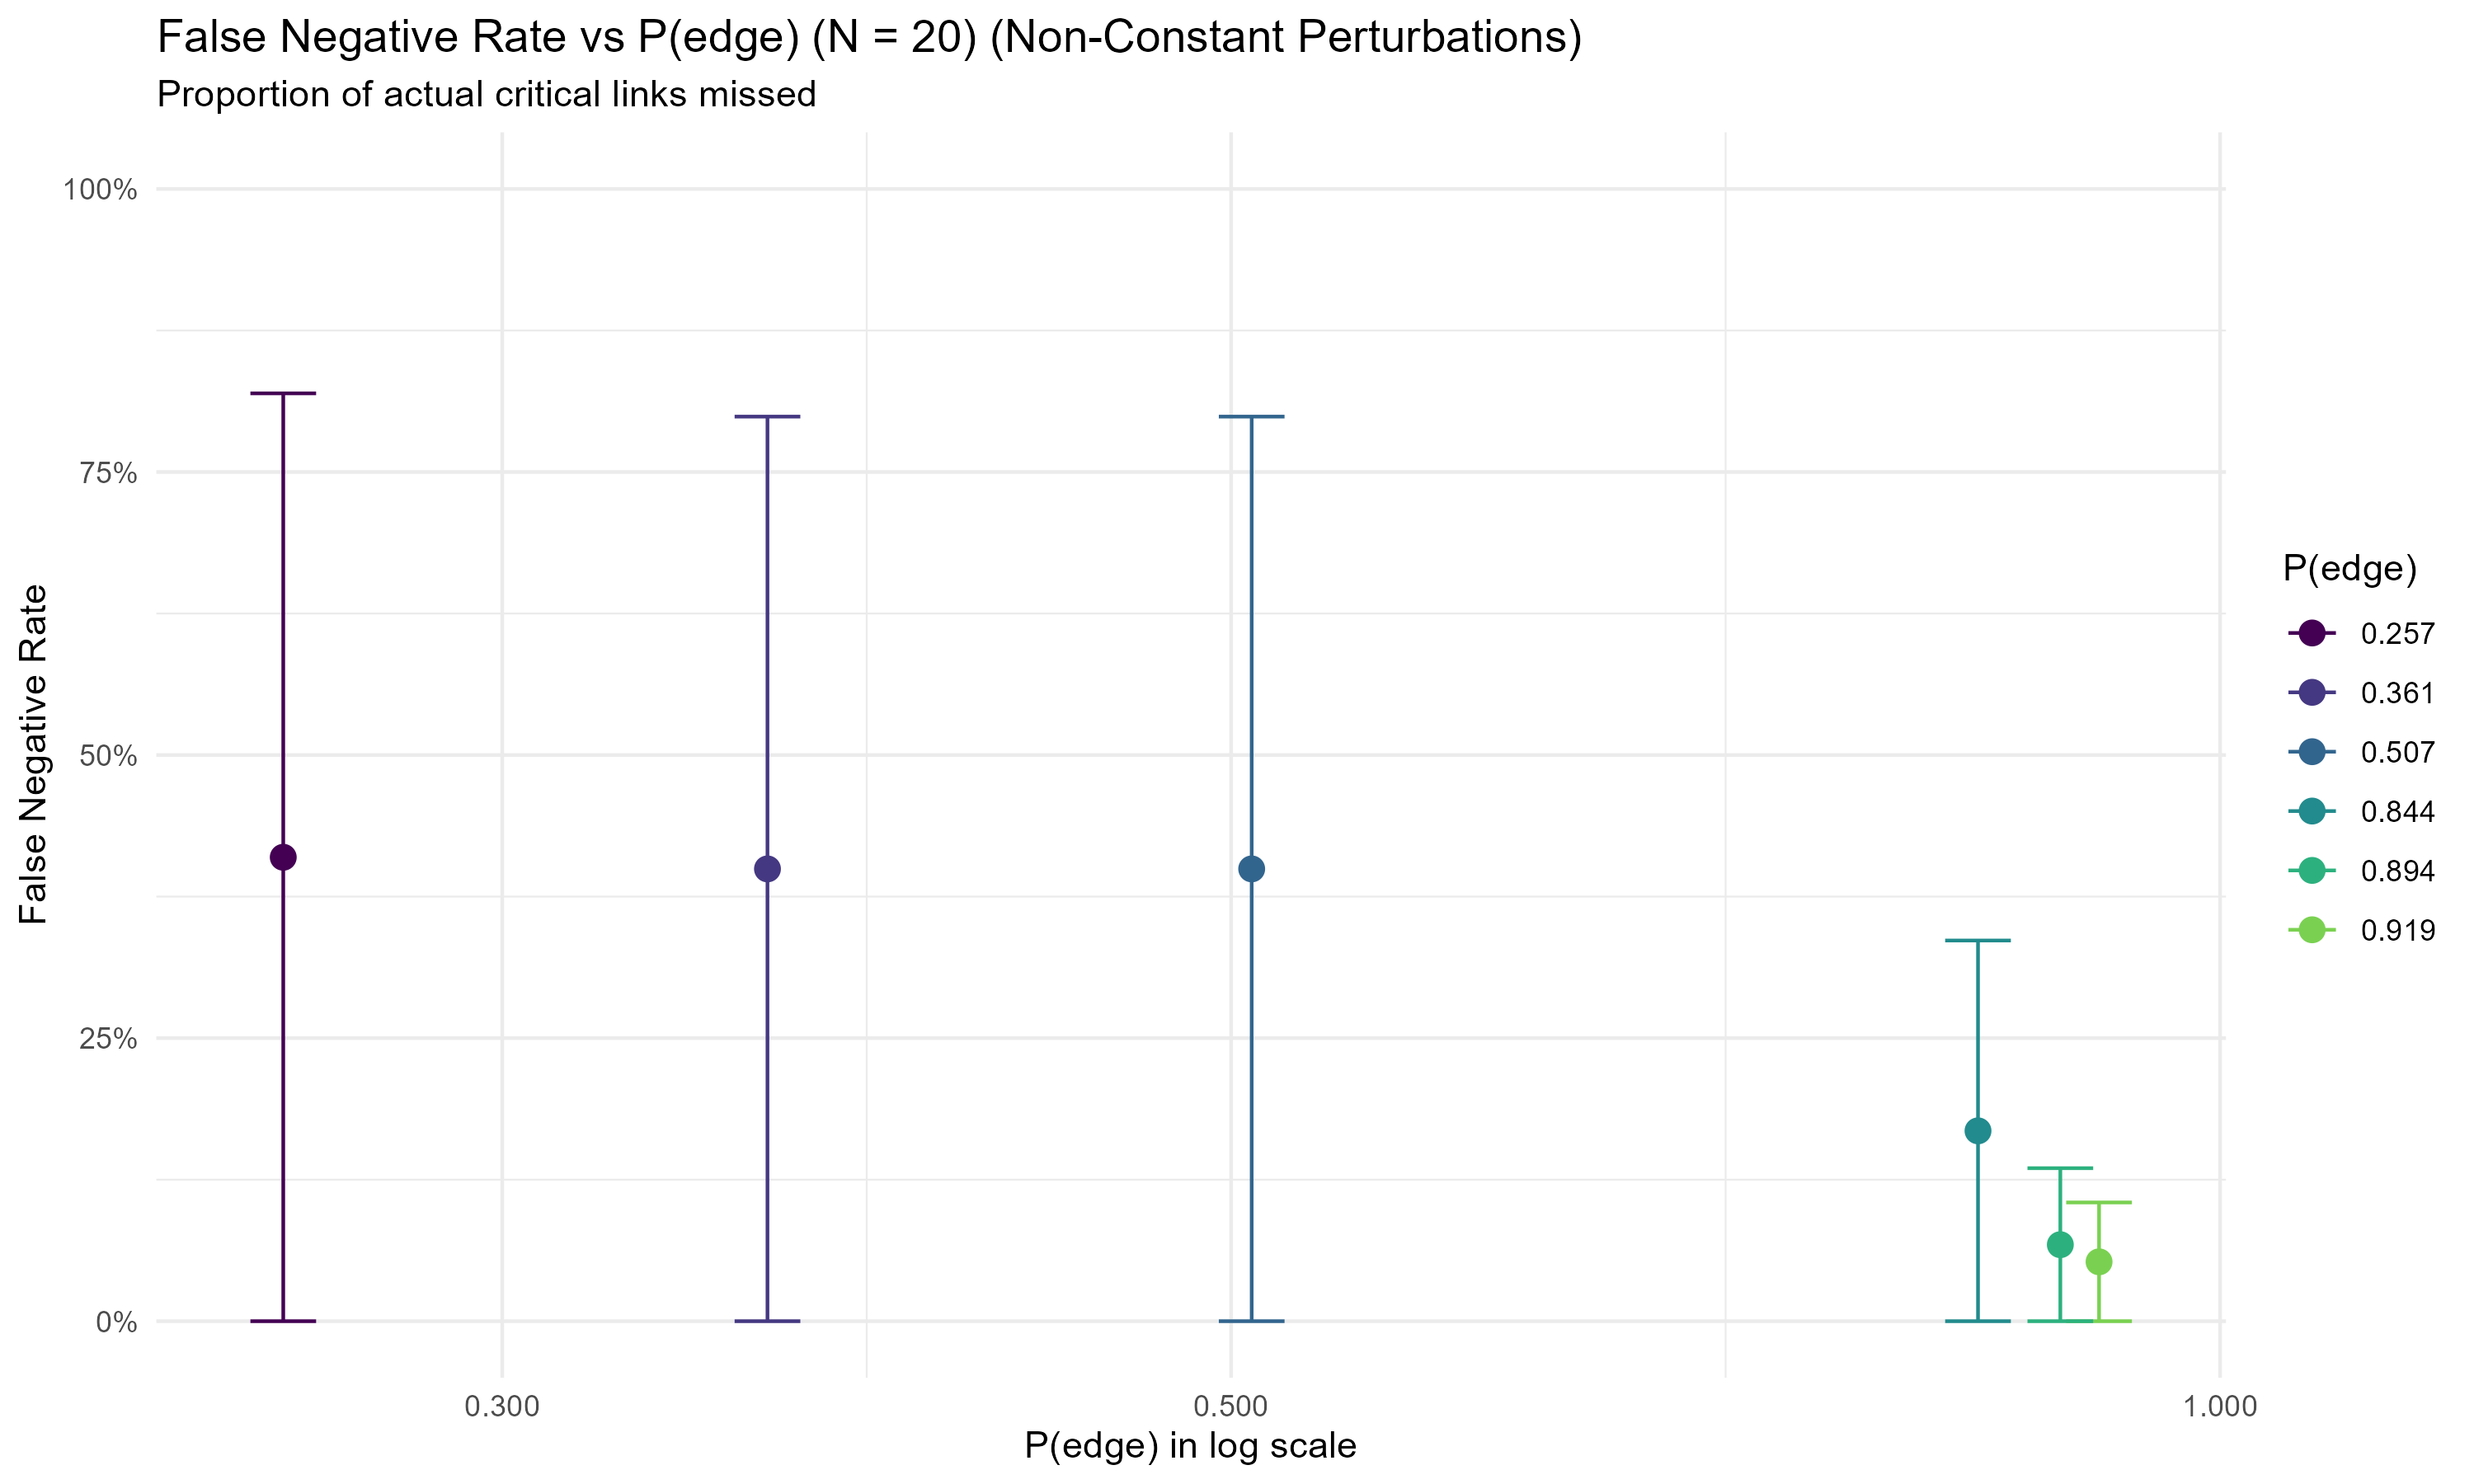 False Negative Rate vs P(edge) (N = 20) (Non-Constant Perturbations)
Proportion of actual critical links missed
False Negative Rate
100%
75%
50%
25%
0%
0.300
0.500
1.000
P(edge) in log scale
P(edge)
0.257
0.361
0.507
0.844
0.894
0.919